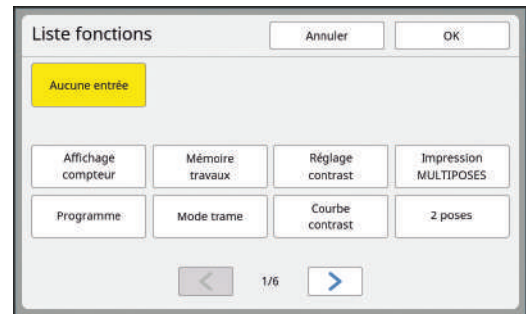 Liste fonctions
Annuler
OK
Aucune entrée
Affichage
compteur
Mémoire
travaux
Réglage
contrast
Impression
MULTIPOSES
Programme
Mode trame
Courbe
contrast
2 poses
1/6